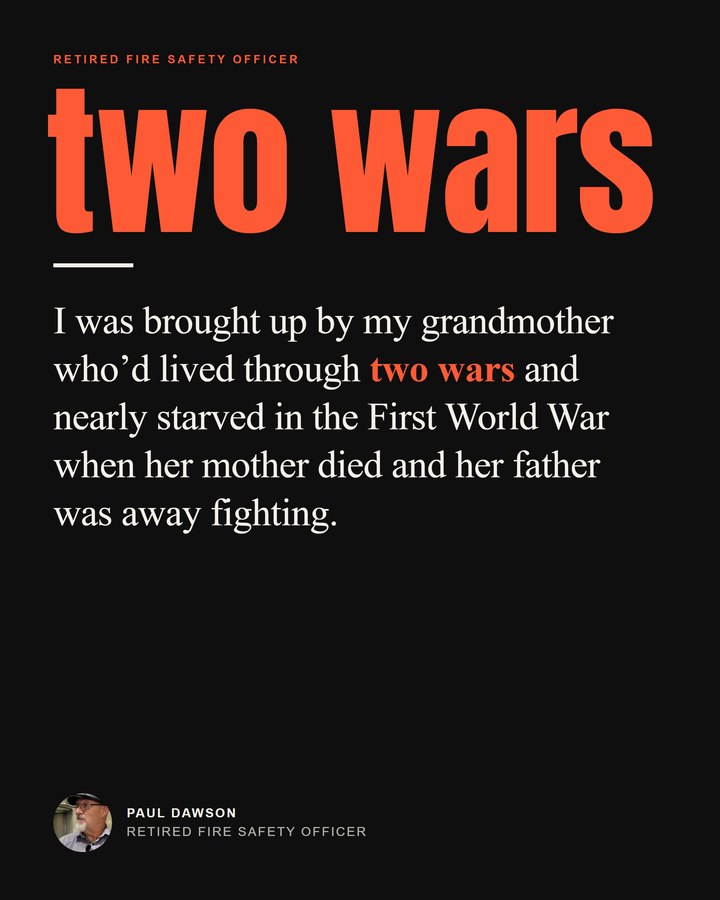 RETIRED FIRE SAFETY OFFICER
two wars
I was brought up by my grandmother
who’d lived through two wars and
nearly starved in the First World War
when her mother died and her father
was away fighting.
PAUL DAWSON
RETIRED FIRE SAFETY OFFICER